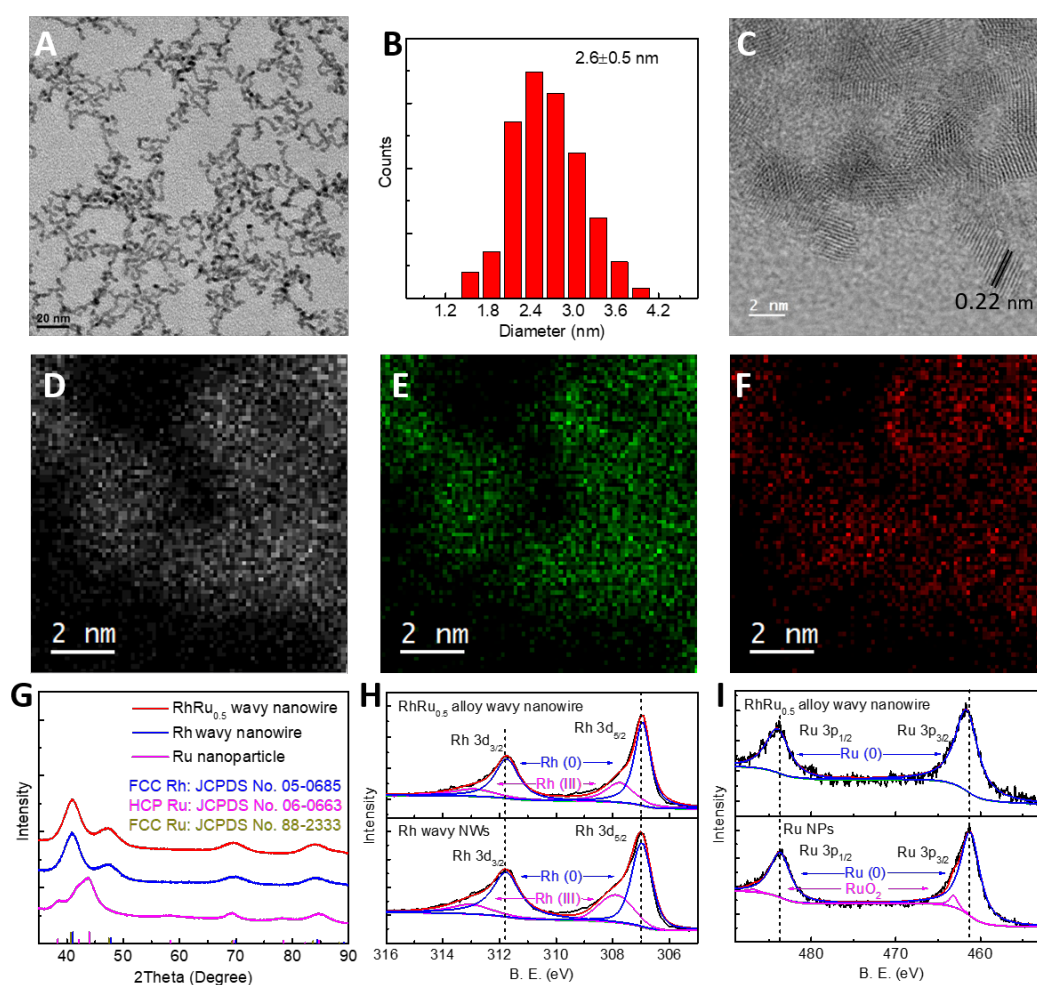 A
20 nm
B
2.6±0.5 nm
Counts
1.2 1.8 2.4 3.0 3.6 4.2
Diameter (nm)
C
0.22 nm
2 nm
D
2 nm
E
2 nm
F
2 nm
G
RhRu0.5 wavy nanowire
Rh wavy nanowire
Ru nanoparticle
FCC Rh: JCPDS No. 05-0685
HCP Ru: JCPDS No. 06-0663
FCC Ru: JCPDS No. 88-2333
Intensity
40 50 60 70 80 90
2Theta (Degree)
H
RhRu0.5 alloy wavy nanowire
Rh 3d3/2
Rh 3d5/2
Rh (0)
Rh (III)
Rh wavy NWs
Rh 3d3/2
Rh 3d5/2
Rh (0)
Rh (III)
Intensity
316 314 312 310 308 306
B. E. (eV)
I
RhRu0.5 alloy wavy nanowire
Ru 3p1/2
Ru 3p3/2
Ru (0)
Ru NPs
Ru 3p1/2
Ru 3p3/2
Ru (0)
RuO2
Intensity
480 470 460
B. E. (eV)